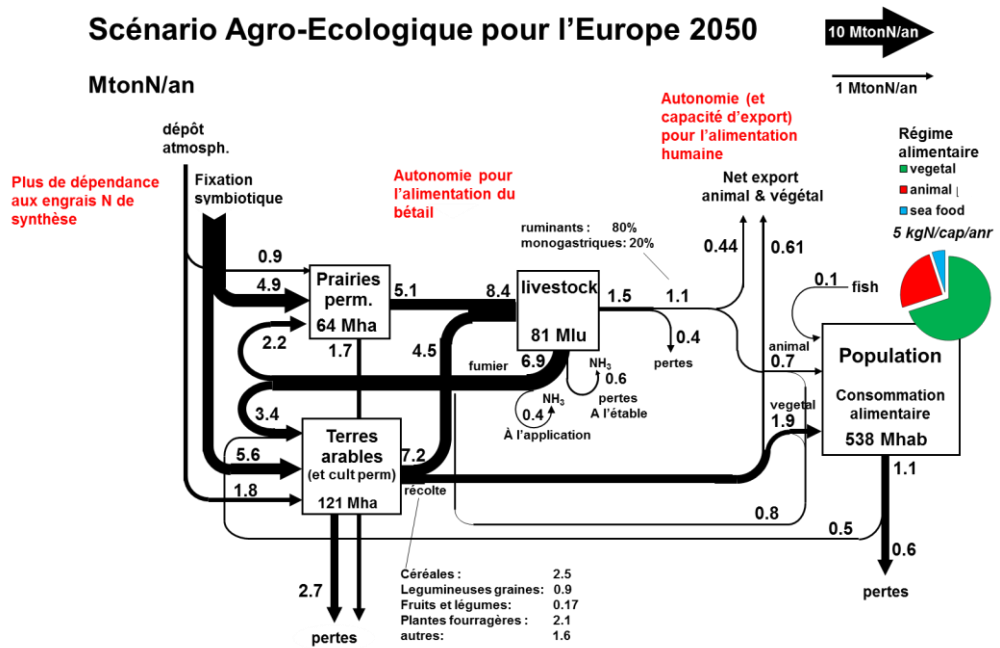 Scénario Agro-Ecologique pour l'Europe 2050
10 MtonN/an
1 MtonN/an
MtonN/an
dépôt
atmosph.
Plus de dépendance
aux engrais N de
synthèse
Fixation
symbiotique
Autonomie pour
l'alimentation du
bétail
Autonomie (et
capacité d'export)
pour l'alimentation
humaine
Régime
alimentaire
vegetal
animal
sea food
5 kgN/cap/anr
Net export
animal & végétal
ruminants : 80%
monogastriques: 20%
0.44
0.61
0.9
4.9
Prairies
perm.
64 Mha
5.1
8.4
livestock
81 Mlu
1.5
1.1
0.1
fish
2.2
1.7
4.5
0.4
pertes
animal
0.7
Population
Consommation
alimentaire
538 Mhab
fumier
6.9
NH3
0.6
pertes
A l'étable
0.4
NH3
À l'application
3.4
Terres
arables
(et cult perm)
121 Mha
7.2
récolte
vegetal
1.9
5.6
1.8
1.1
0.8
0.5
0.6
pertes
2.7
pertes
Céréales : 2.5
Legumineuses graines: 0.9
Fruits et légumes: 0.17
Plantes fourragères : 2.1
autres: 1.6